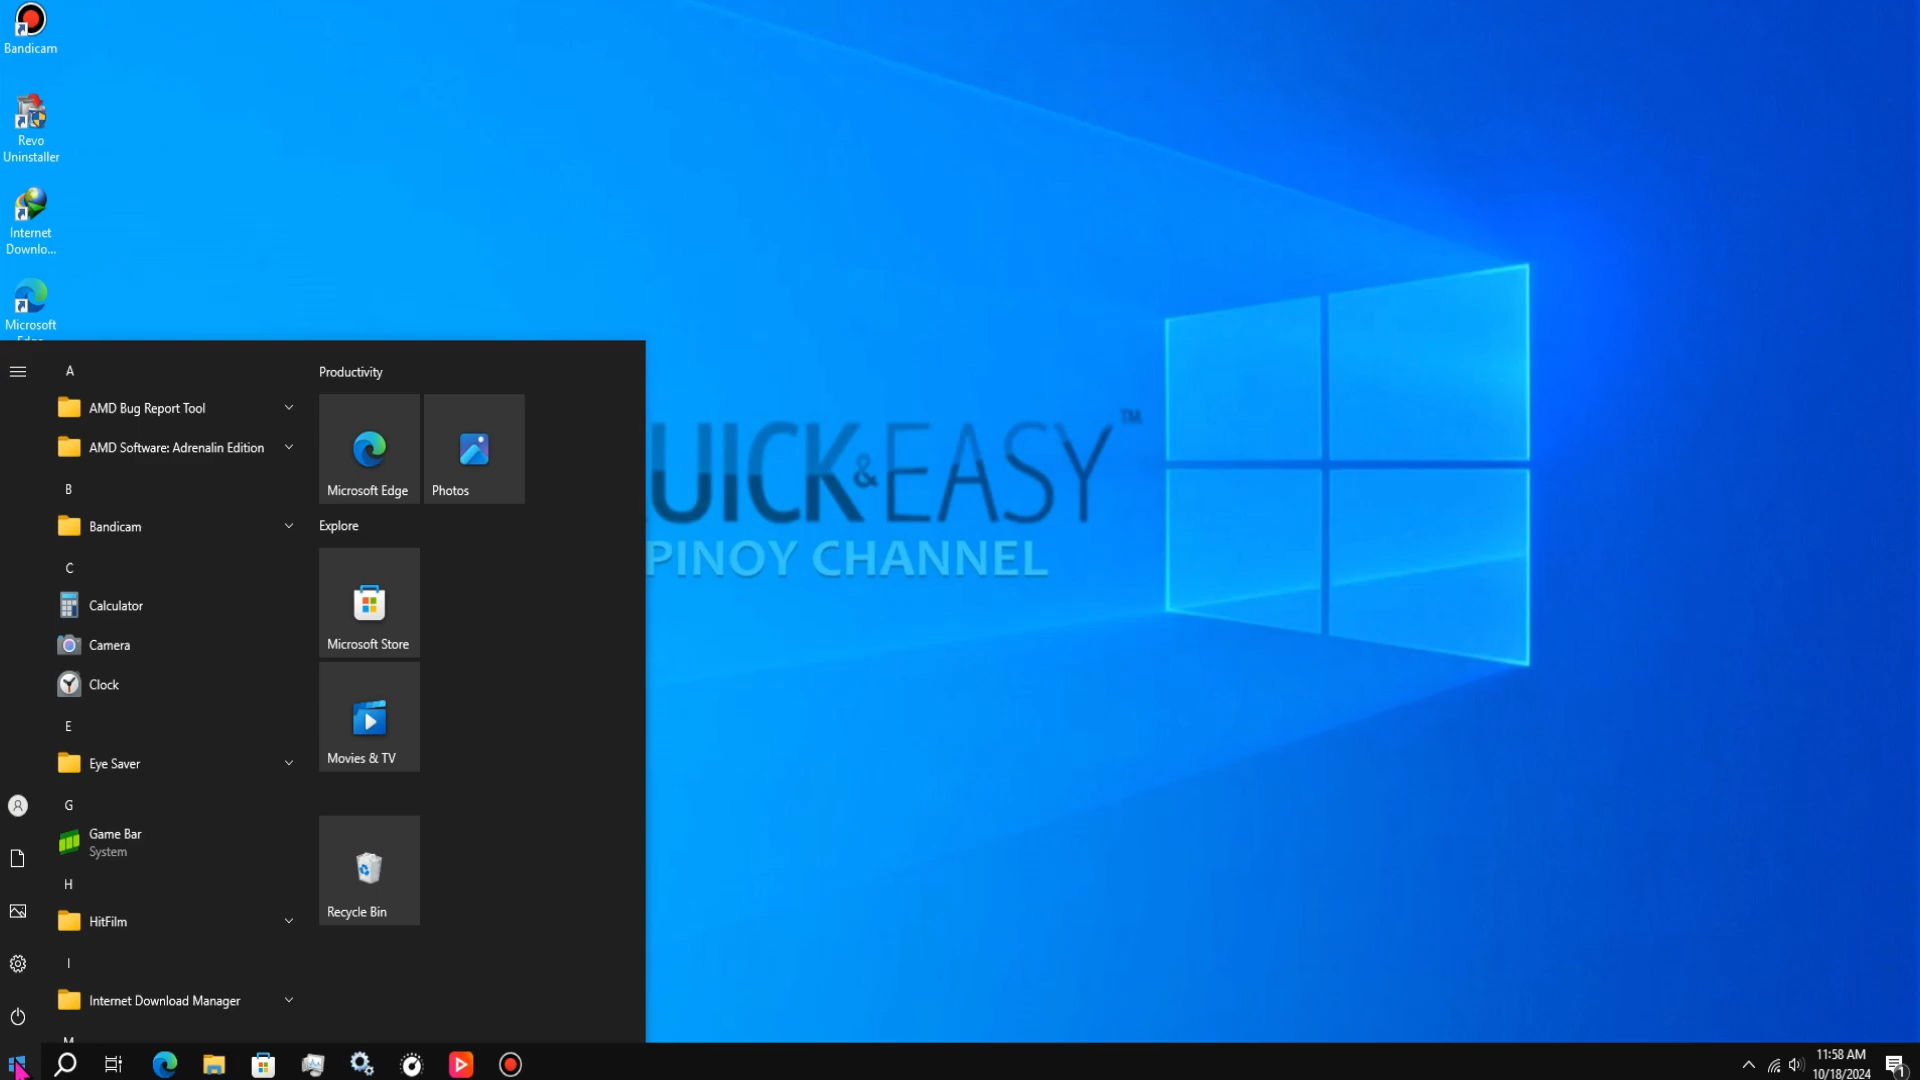 Bandicam
Revo
Uninstaller
Internet
Downlo...
Microsoft
A
AMD Bug Report Tool
AMD Software: Adrenalin Edition
B
Bandicam
C
Calculator
Camera
Clock
E
Eye Saver
G
Game Bar
System
H
HitFilm
I
Internet Download Manager
Productivity
Microsoft Edge
Photos
Explore
Microsoft Store
Movies & TV
Recycle Bin
UICK&EASY™
PINOY CHANNEL
11:58 AM
10/18/2024
1